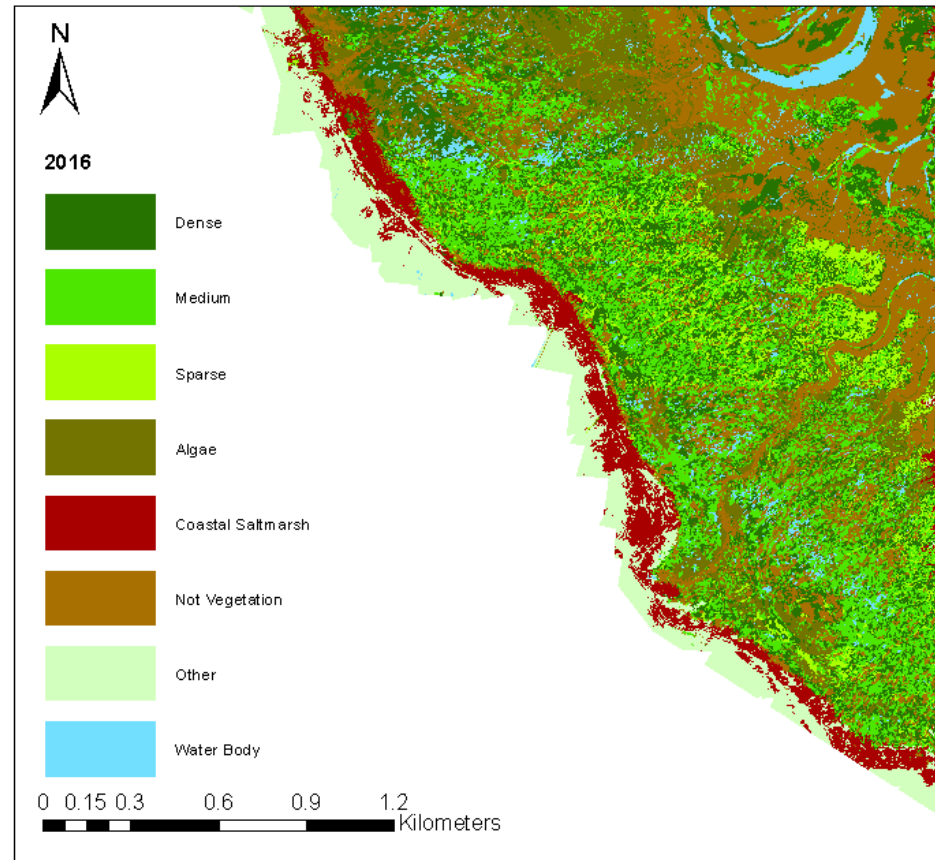 N
2016
Dense
Medium
Sparse
Algae
Coastal Saltmarsh
Not Vegetation
Other
Water Body
0 0.15 0.3 0.6 0.9 1.2
Kilometers